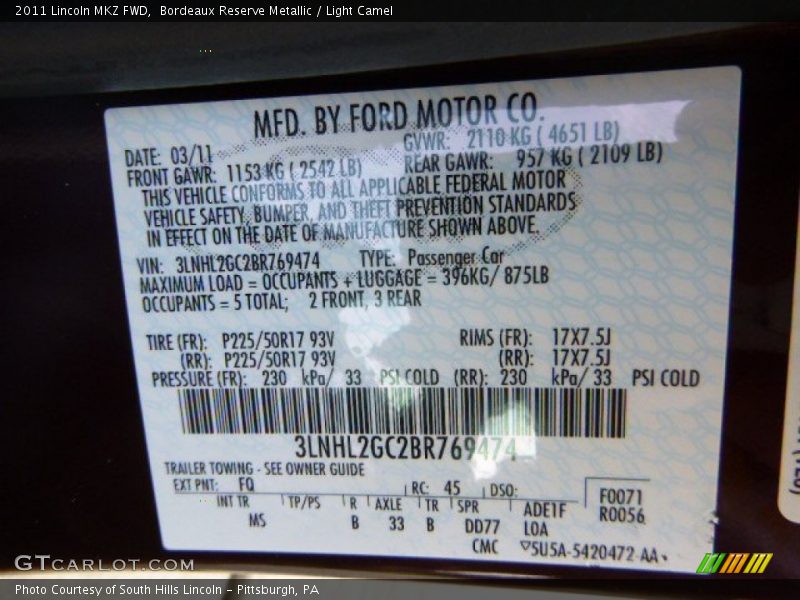 2011 Lincoln MKZ FWD,  Bordeaux Reserve Metallic / Light Camel
MFD. BY FORD MOTOR CO.
DATE: 03/11 GVWR: 2110 KG ( 4651 LB)
FRONT GAWR: 1153 KG ( 2542 LB) REAR GAWR: 957 KG ( 2109 LB)
THIS VEHICLE CONFORMS TO ALL APPLICABLE FEDERAL MOTOR
VEHICLE SAFETY, BUMPER, AND THEFT PREVENTION STANDARDS
IN EFFECT ON THE DATE OF MANUFACTURE SHOWN ABOVE.
VIN: 3LNHL2GC2BR769474 TYPE: Passenger Car
MAXIMUM LOAD = OCCUPANTS + LUGGAGE = 396KG/ 875LB
OCCUPANTS = 5 TOTAL; 2 FRONT, 3 REAR
TIRE (FR): P225/50R17 93V RIMS (FR): 17X7.5J
(RR): P225/50R17 93V (RR): 17X7.5J
PRESSURE (FR): 230 kPa/ 33 PSI COLD (RR): 230 kPa/ 33 PSI COLD
3LNHL2GC2BR769474
TRAILER TOWING - SEE OWNER GUIDE
EXT PNT: FQ RC: 45 DSO: F0071
INT TR TP/PS R AXLE TR SPR ADE1F R0056
MS B 33 B DD77 LOA
CMC ▽5U5A-5420472-AA
GTCARLOT.COM
Photo Courtesy of South Hills Lincoln - Pittsburgh, PA